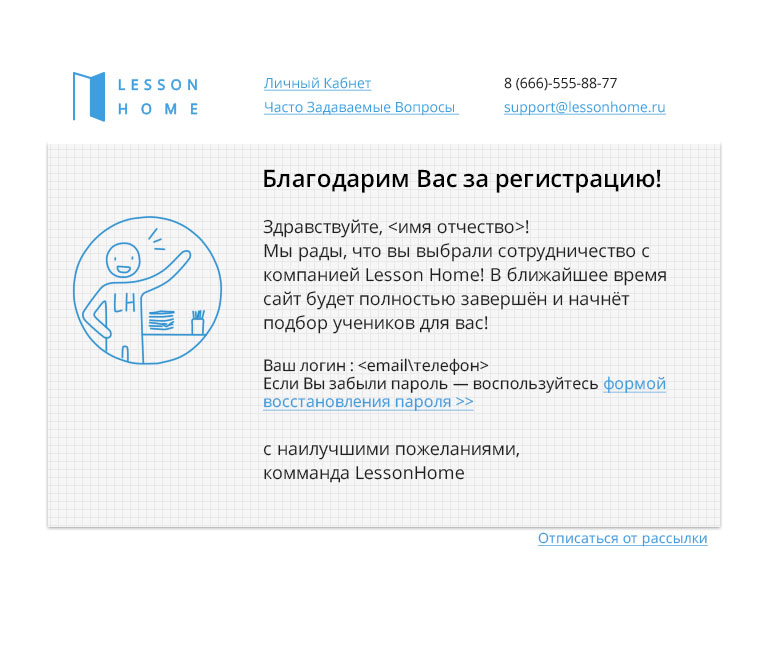 LESSON
HOME
Личный Кабнет
Часто Задаваемые Вопросы
8 (666)-555-88-77
support@lessonhome.ru
Благодарим Вас за регистрацию!
Здравствуйте, <имя отчество>!
Мы рады, что вы выбрали сотрудничество с
компанией Lesson Home! В ближайшее время
сайт будет полностью завершён и начнёт
подбор учеников для вас!
LH
Ваш логин : <email\телефон>
Если Вы забыли пароль — воспользуйтесь формой
восстановления пароля >>
с наилучшими пожеланиями,
комманда LessonHome
Отписаться от рассылки